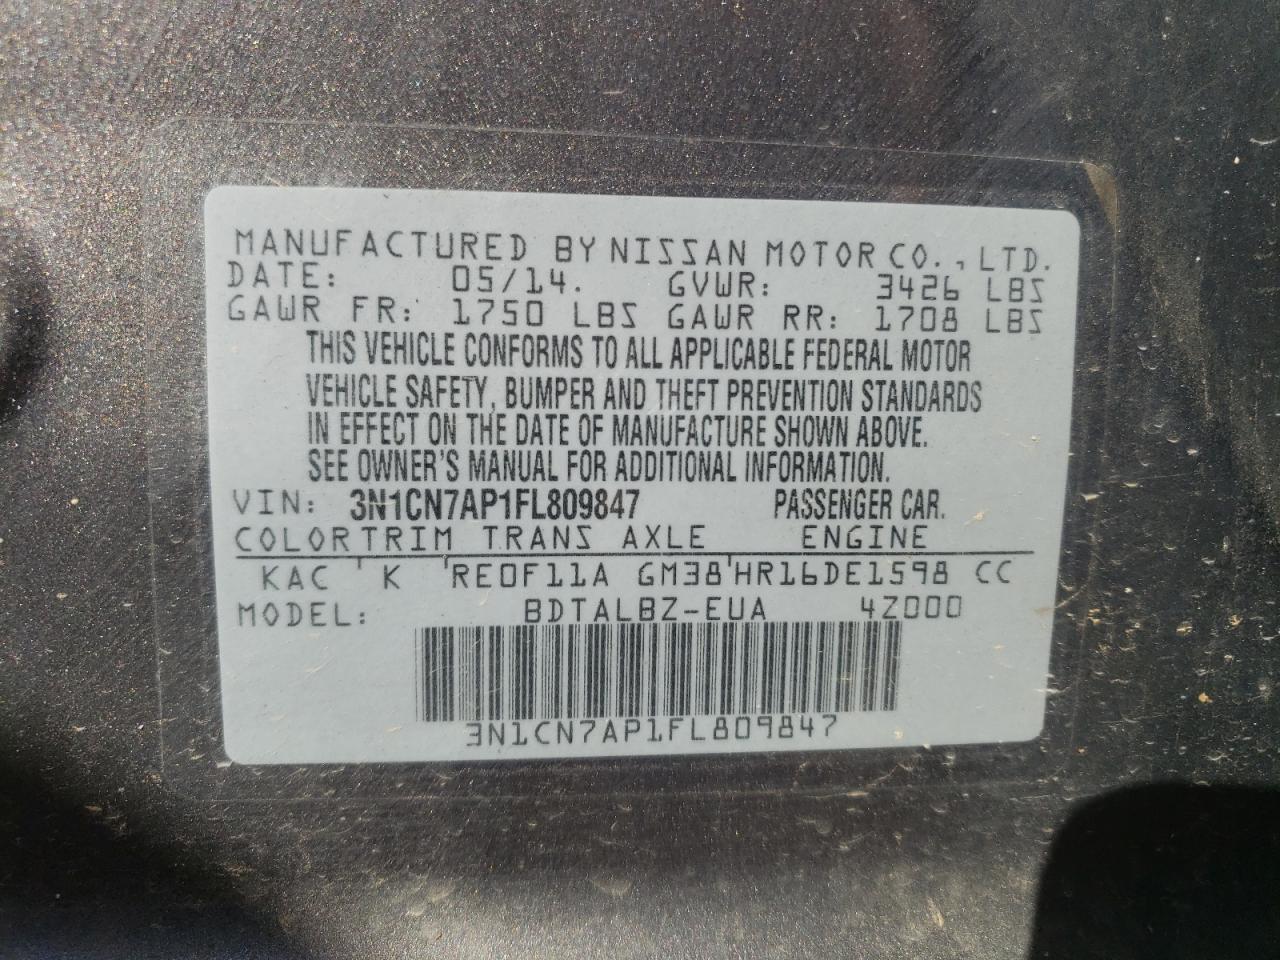 MANUFACTURED BY NISSAN MOTOR CO., LTD.
DATE: 05/14. GVWR: 3426 LBS
GAWR FR: 1750 LBS GAWR RR: 1708 LBS
THIS VEHICLE CONFORMS TO ALL APPLICABLE FEDERAL MOTOR
VEHICLE SAFETY, BUMPER AND THEFT PREVENTION STANDARDS
IN EFFECT ON THE DATE OF MANUFACTURE SHOWN ABOVE.
SEE OWNER'S MANUAL FOR ADDITIONAL INFORMATION.
VIN: 3N1CN7AP1FL809847 PASSENGER CAR.
COLOR TRIM TRANS AXLE ENGINE
KAC ' K ' RE0F11A GM38 ' HR16DE1598 CC
MODEL: BDTALBZ-EUA 4Z000
3N1CN7AP1FL809847